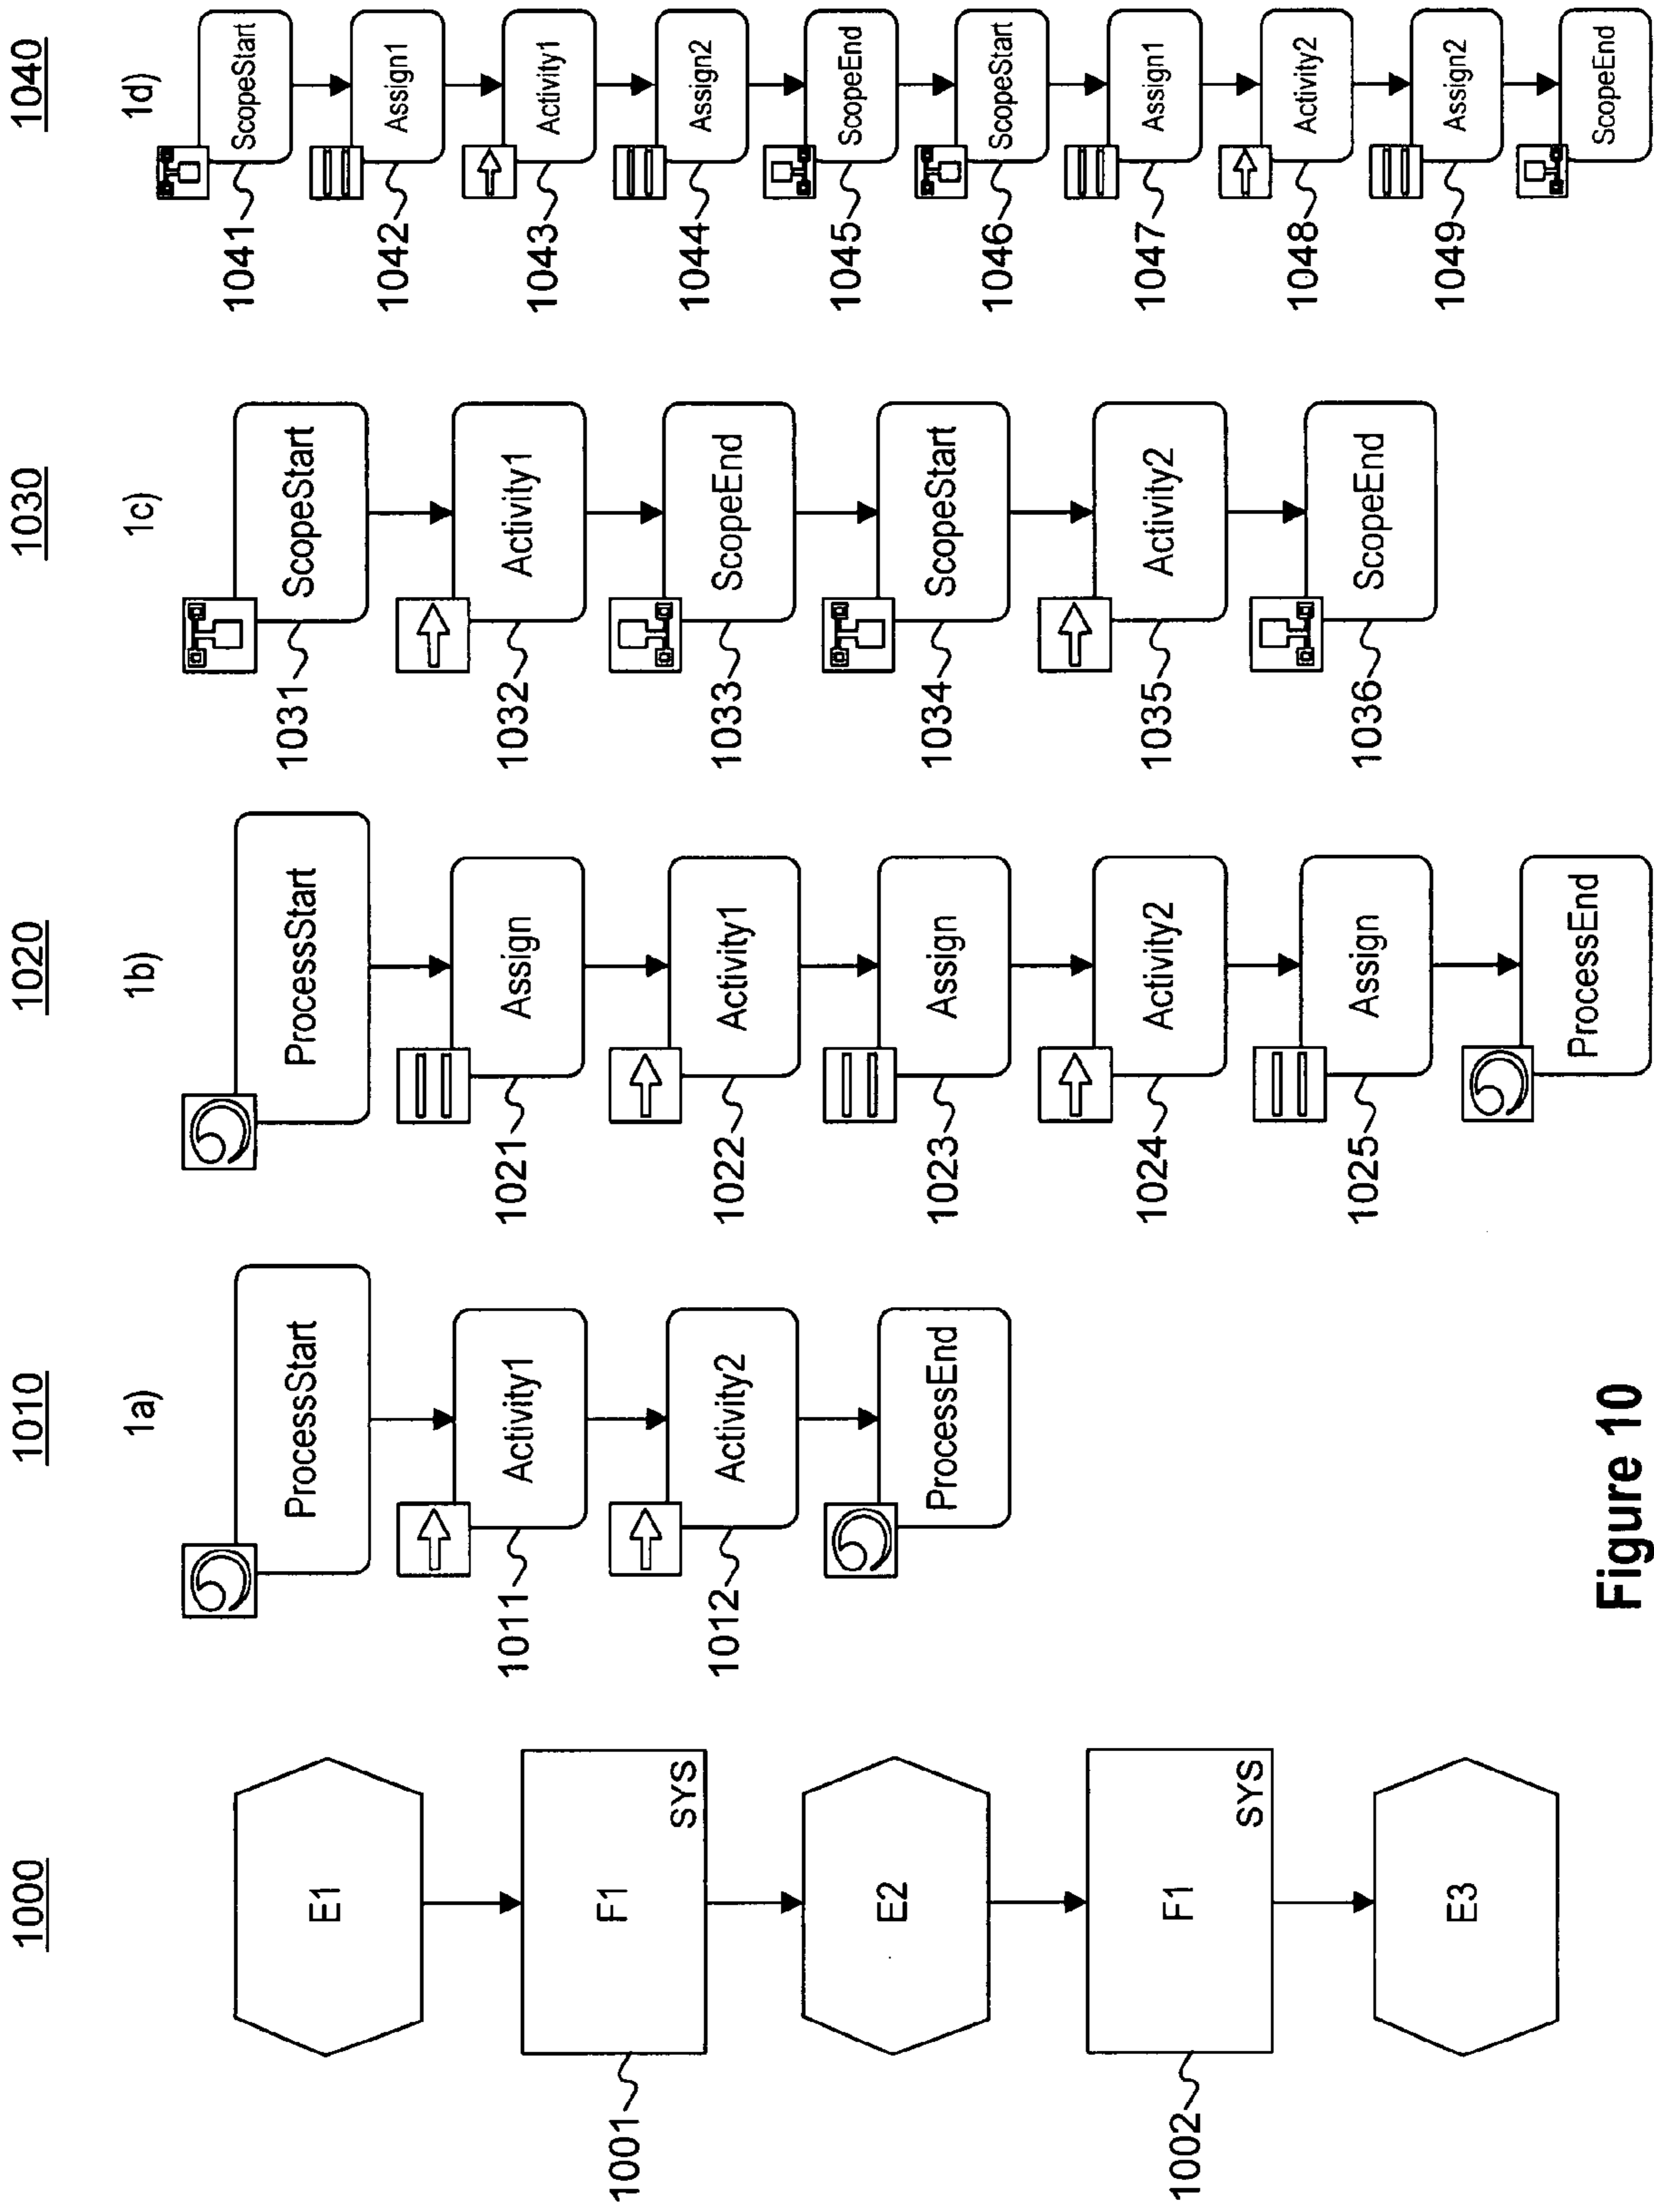 1000
E1
F1
SYS
1001
E2
F1
SYS
1002
E3
1010
1a)
ProcessStart
Activity1
1011
Activity2
1012
ProcessEnd
1020
1b)
ProcessStart
Assign
1021
Activity1
1022
Assign
1023
Activity2
1024
Assign
1025
ProcessEnd
1030
1c)
ScopeStart
1031
Activity1
1032
ScopeEnd
1033
ScopeStart
1034
Activity2
1035
ScopeEnd
1036
1040
1d)
ScopeStart
1041
Assign1
1042
Activity1
1043
Assign2
1044
ScopeEnd
1045
ScopeStart
1046
Assign1
1047
Activity2
1048
Assign2
1049
ScopeEnd
Figure 10